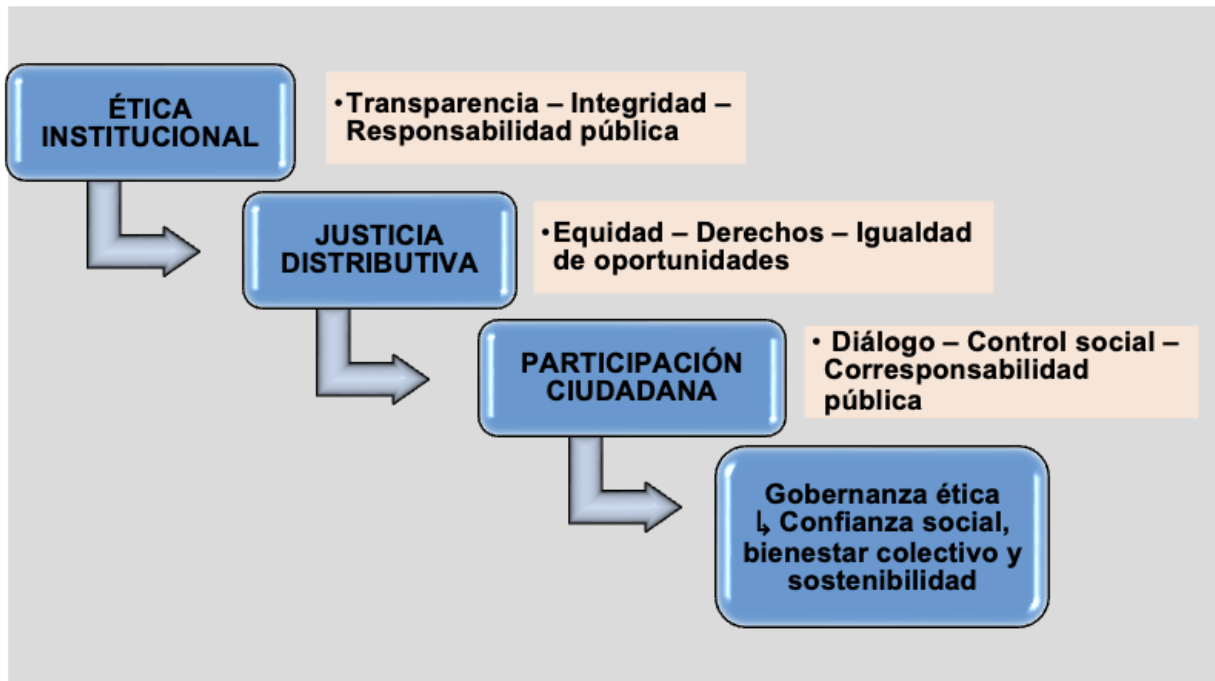 ÉTICA
INSTITUCIONAL
•Transparencia – Integridad –
Responsabilidad pública
JUSTICIA
DISTRIBUTIVA
•Equidad – Derechos – Igualdad
de oportunidades
PARTICIPACIÓN
CIUDADANA
• Diálogo – Control social –
Corresponsabilidad
pública
Gobernanza ética
↳ Confianza social,
bienestar colectivo y
sostenibilidad